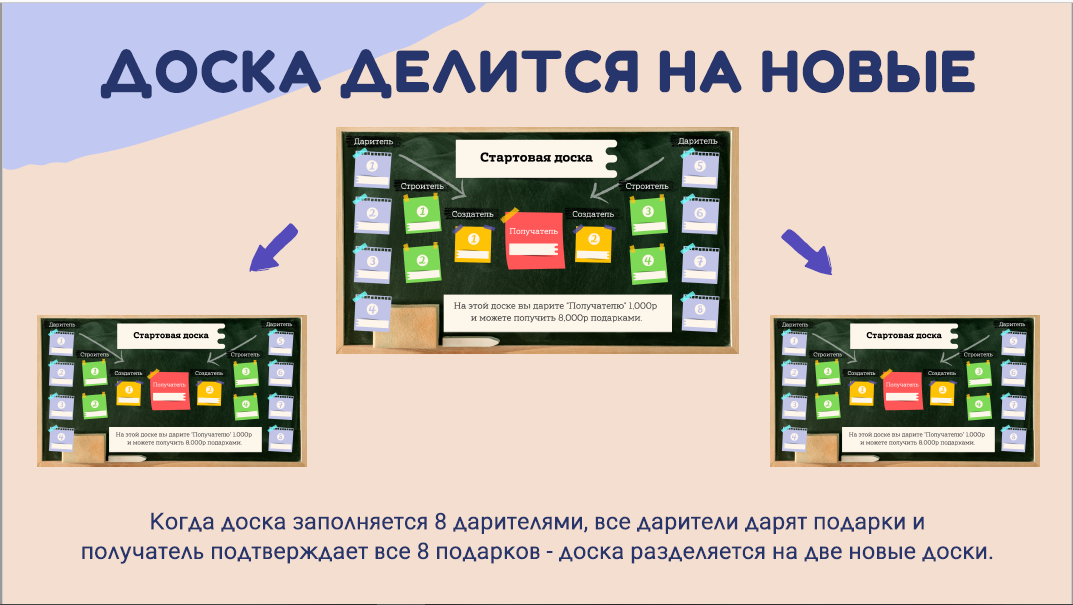 ДОСКА ДЕЛИТСЯ НА НОВЫЕ
Даритель
Стартовая доска
Даритель
1
5
Строитель
Строитель
2
1
Создатель
Создатель
3
6
Получатель
1
2
3
2
4
7
4
8
На этой доске вы дарите "Получателю" 1.000р
и можете получить 8,000р подарками.
Даритель
Стартовая доска
Даритель
1
5
Строитель
Строитель
2
1
Создатель
Создатель
3
6
Получатель
1
2
3
2
4
7
4
8
На этой доске вы дарите "Получателю" 1.000р
и можете получить 8,000р подарками.
Даритель
Стартовая доска
Даритель
1
5
Строитель
Строитель
2
1
Создатель
Создатель
3
6
Получатель
1
2
3
2
4
7
4
8
На этой доске вы дарите "Получателю" 1.000р
и можете получить 8,000р подарками.
Когда доска заполняется 8 дарителями, все дарители дарят подарки и
получатель подтверждает все 8 подарков - доска разделяется на две новые доски.